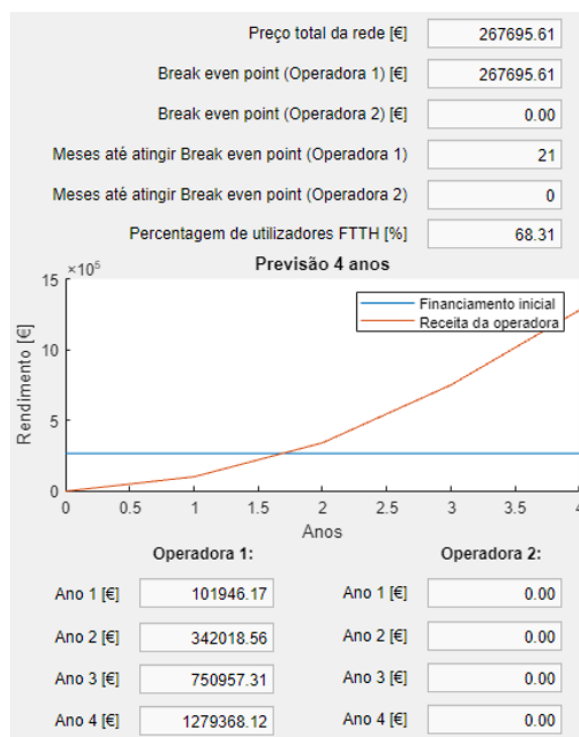 Preço total da rede [€] 267695.61
Break even point (Operadora 1) [€] 267695.61
Break even point (Operadora 2) [€] 0.00
Meses até atingir Break even point (Operadora 1) 21
Meses até atingir Break even point (Operadora 2) 0
Percentagem de utilizadores FTTH [%] 68.31
×10⁵ Previsão 4 anos
15
Financiamento inicial
Receita da operadora
10
5
0
Rendimento [€]
0 0.5 1 1.5 2 2.5 3 3.5 4
Anos
Operadora 1: Operadora 2:
Ano 1 [€] 101946.17 Ano 1 [€] 0.00
Ano 2 [€] 342018.56 Ano 2 [€] 0.00
Ano 3 [€] 750957.31 Ano 3 [€] 0.00
Ano 4 [€] 1279368.12 Ano 4 [€] 0.00